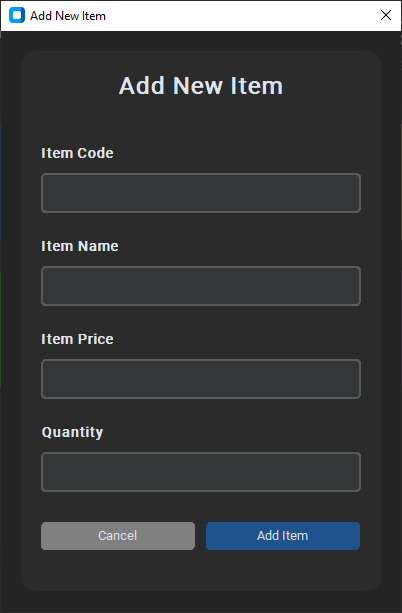 Add New Item
Add New Item
Item Code
Item Name
Item Price
Quantity
Cancel Add Item